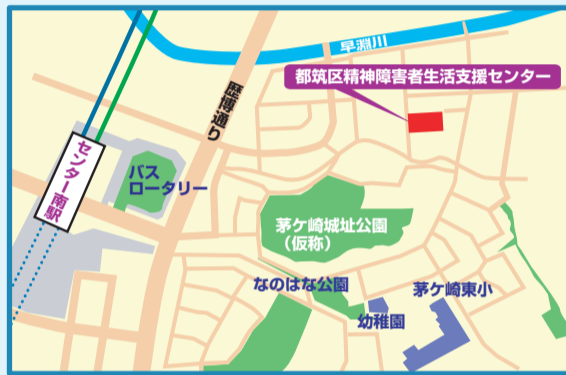 早淵川
都筑区精神障害者生活支援センター
歴博通り
センター南駅
バス
ロータリー
茅ケ崎城址公園
（仮称）
なのはな公園
茅ケ崎東小
幼稚園